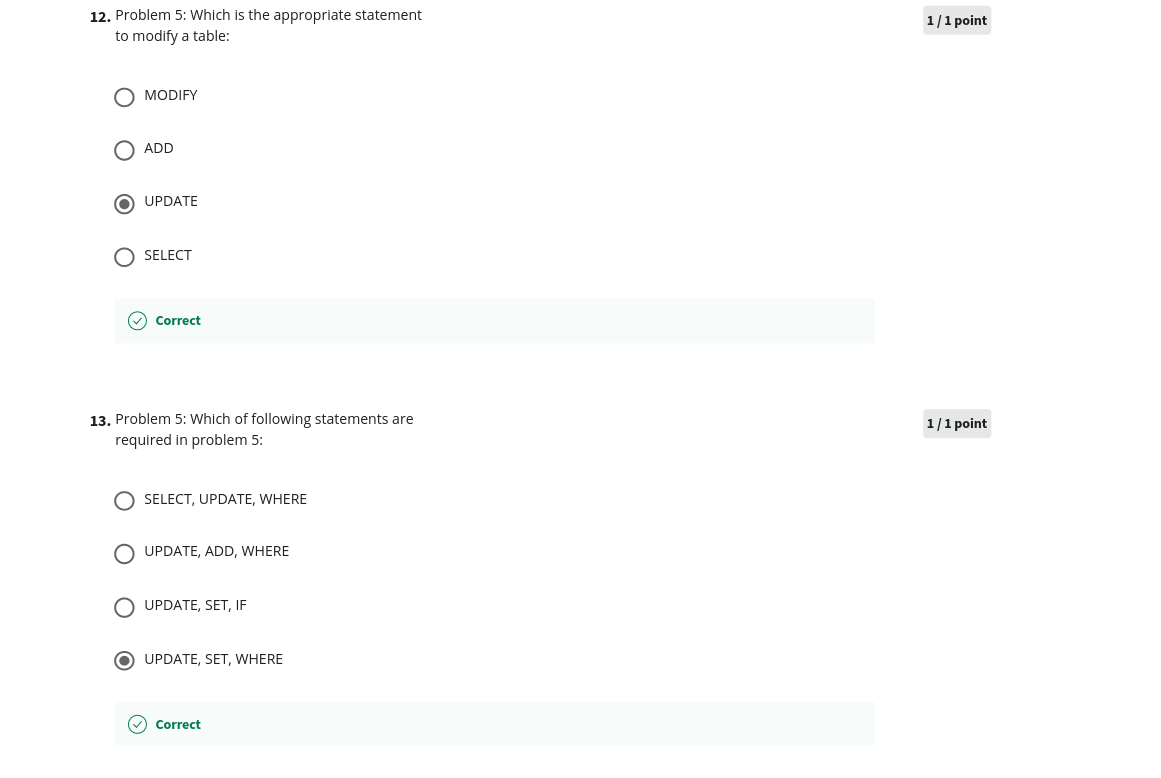 12. Problem 5: Which is the appropriate statement
to modify a table:
1 / 1 point
MODIFY
ADD
UPDATE
SELECT
Correct
13. Problem 5: Which of following statements are
required in problem 5:
1 / 1 point
SELECT, UPDATE, WHERE
UPDATE, ADD, WHERE
UPDATE, SET, IF
UPDATE, SET, WHERE
Correct